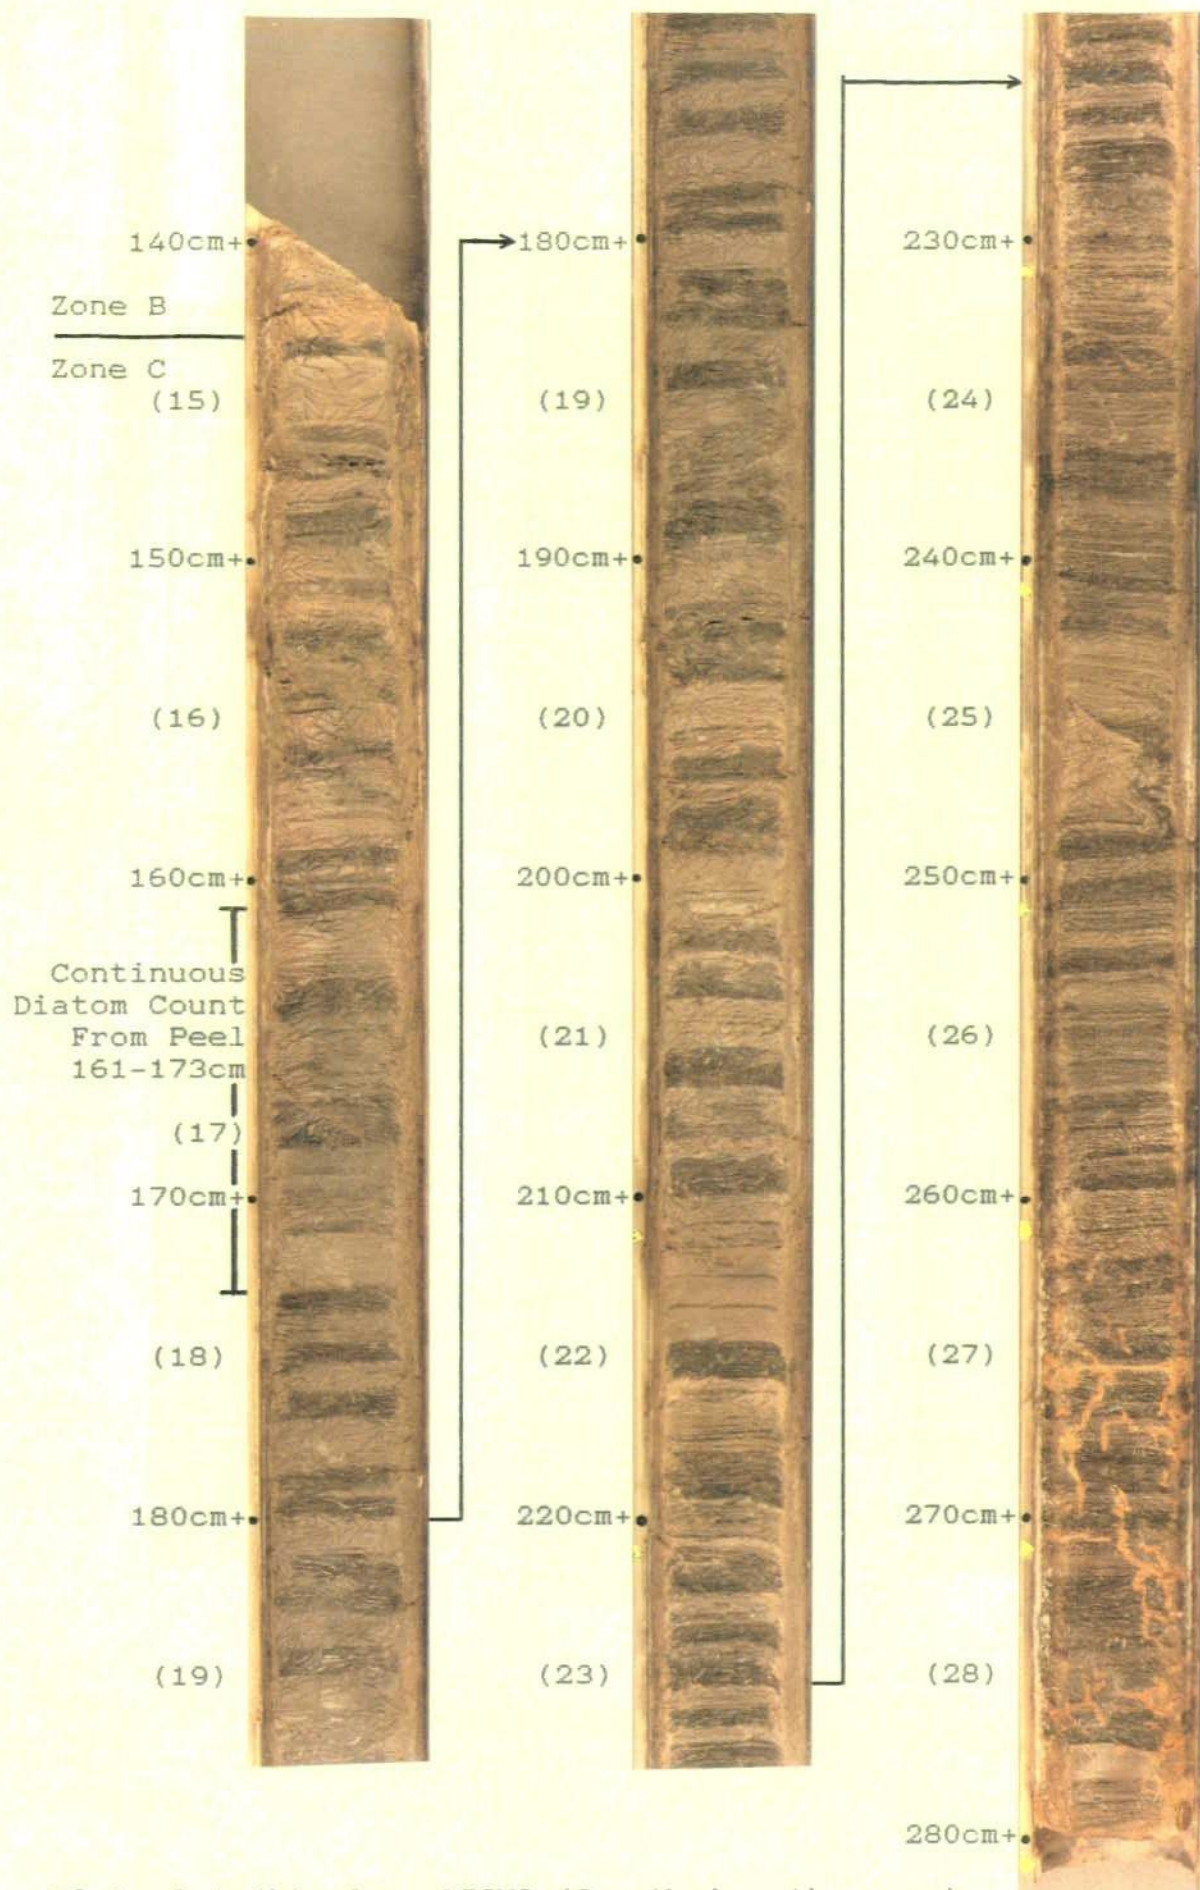 140cm+
Zone B
Zone C
(15)
150cm+
(16)
160cm+
Continuous
Diatom Count
From Peel
161-173cm
(17)
170cm+
(18)
180cm+
(19)
180cm+
(19)
190cm+
(20)
200cm+
(21)
210cm+
(22)
220cm+
(23)
230cm+
(24)
240cm+
(25)
250cm+
(26)
260cm+
(27)
270cm+
(28)
280cm+